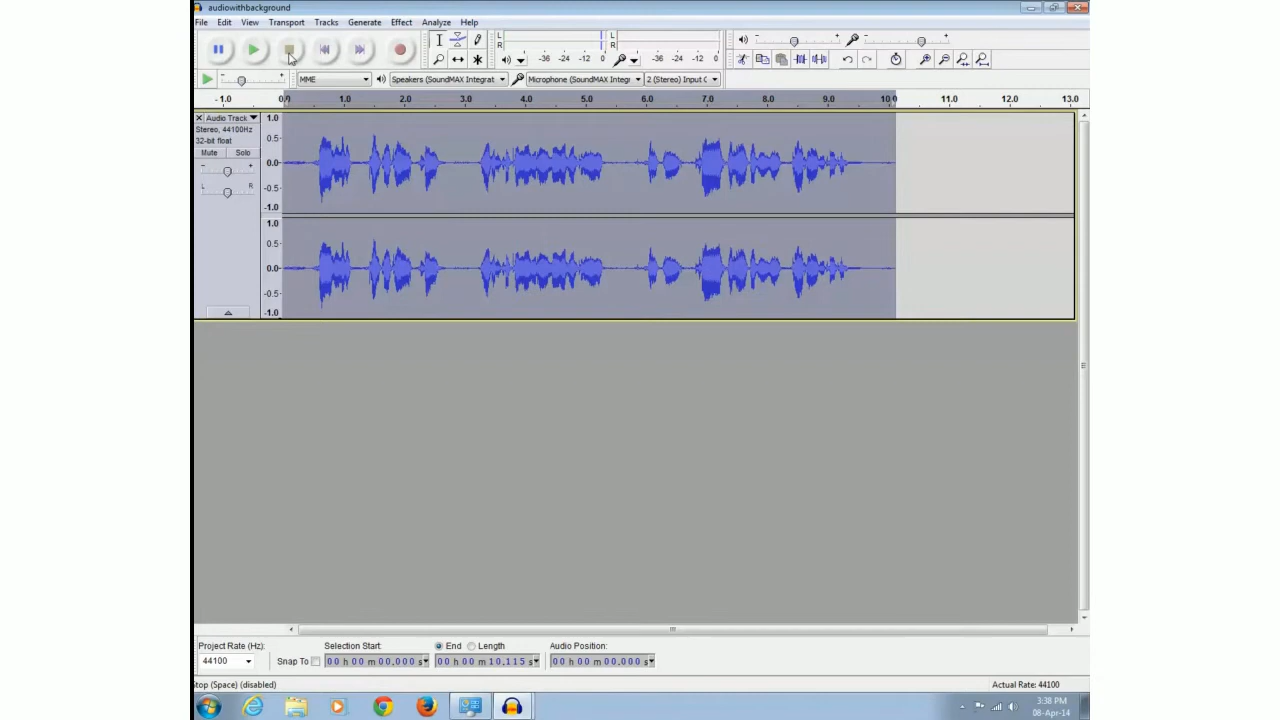 audiowithbackground
File Edit View Transport Tracks Generate Effect Analyze Help
L
R
-36 -24 -12 0
L
R
-36 -24 -12 0
MME
Speakers (SoundMAX Integrat
Microphone (SoundMAX Integ
2 (Stereo) Input C
- 1.0 0.0 1.0 2.0 3.0 4.0 5.0 6.0 7.0 8.0 9.0 10.0 11.0 12.0 13.0
Audio Track
Stereo, 44100Hz
32-bit float
Mute Solo
- +
L R
1.0
0.5
0.0
-0.5
-1.0
1.0
0.5
0.0
-0.5
-1.0
Project Rate (Hz): Selection Start: End Length Audio Position:
44100 Snap To 00 h 00 m 00.000 s 00 h 00 m 10.115 s 00 h 00 m 00.000 s
Stop (Space) (disabled) Actual Rate: 44100
3:38 PM
08-Apr-14